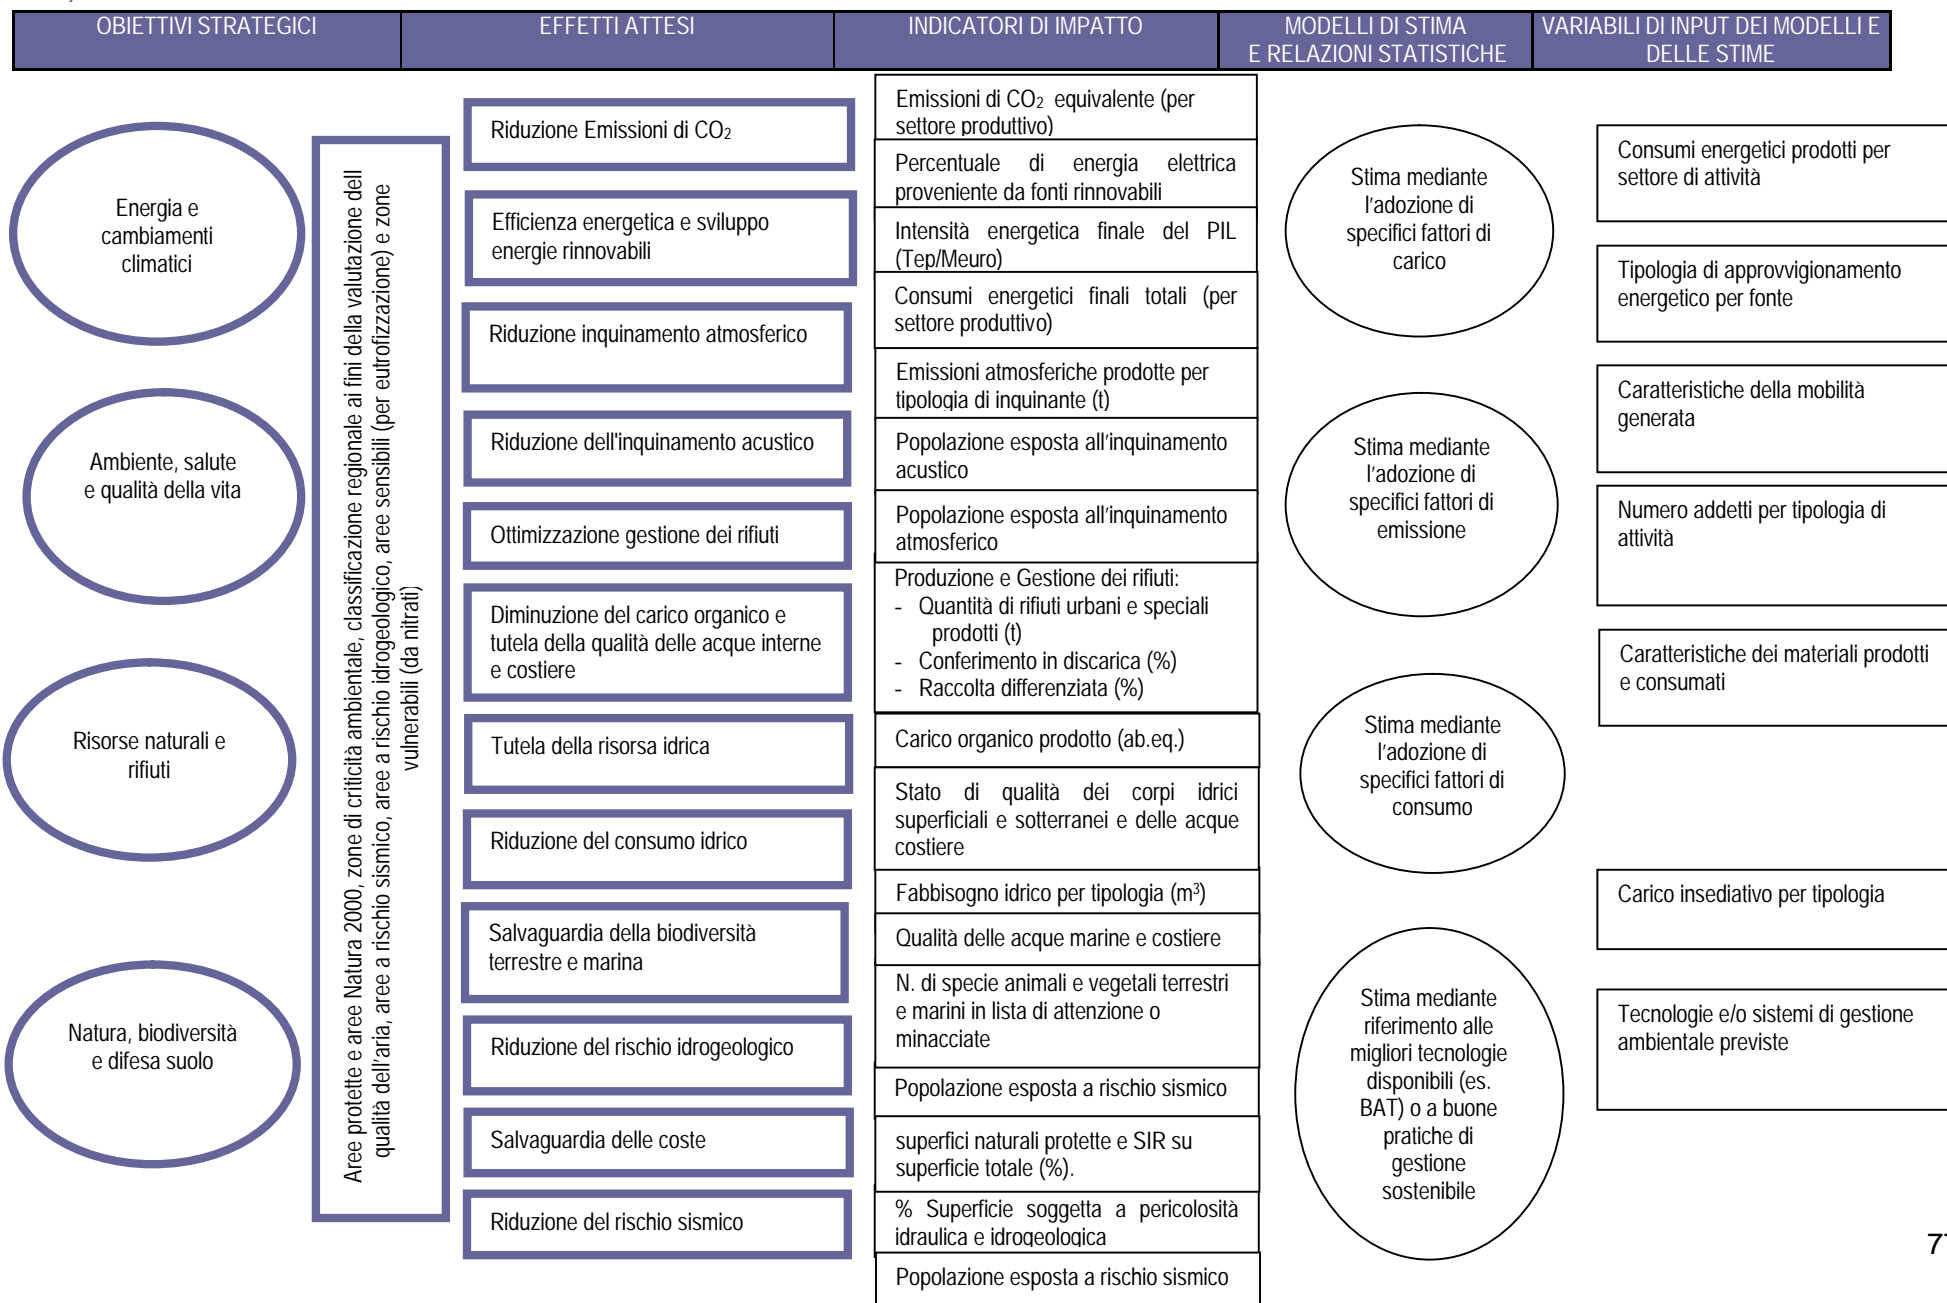 OBIETTIVI STRATEGICI
EFFETTI ATTESI
INDICATORI DI IMPATTO
MODELLI DI STIMA
E RELAZIONI STATISTICHE
VARIABILI DI INPUT DEI MODELLI E
DELLE STIME
Energia e
cambiamenti
climatici
Ambiente, salute
e qualità della vita
Risorse naturali e
rifiuti
Natura, biodiversità
e difesa suolo
Aree protette e aree Natura 2000, zone di criticità ambientale, classificazione regionale ai fini della valutazione dell
qualità dell'aria, aree a rischio sismico, aree a rischio idrogeologico, aree sensibili (per eutrofizzazione) e zone
vulnerabili (da nitrati)
Riduzione Emissioni di CO2
Efficienza energetica e sviluppo
energie rinnovabili
Riduzione inquinamento atmosferico
Riduzione dell'inquinamento acustico
Ottimizzazione gestione dei rifiuti
Diminuzione del carico organico e
tutela della qualità delle acque interne
e costiere
Tutela della risorsa idrica
Riduzione del consumo idrico
Salvaguardia della biodiversità
terrestre e marina
Riduzione del rischio idrogeologico
Salvaguardia delle coste
Riduzione del rischio sismico
Emissioni di CO2 equivalente (per
settore produttivo)
Percentuale di energia elettrica
proveniente da fonti rinnovabili
Intensità energetica finale del PIL
(Tep/Meuro)
Consumi energetici finali totali (per
settore produttivo)
Emissioni atmosferiche prodotte per
tipologia di inquinante (t)
Popolazione esposta all'inquinamento
acustico
Popolazione esposta all'inquinamento
atmosferico
Produzione e Gestione dei rifiuti:
- Quantità di rifiuti urbani e speciali
prodotti (t)
- Conferimento in discarica (%)
- Raccolta differenziata (%)
Carico organico prodotto (ab.eq.)
Stato di qualità dei corpi idrici
superficiali e sotterranei e delle acque
costiere
Fabbisogno idrico per tipologia (m3)
Qualità delle acque marine e costiere
N. di specie animali e vegetali terrestri
e marini in lista di attenzione o
minacciate
Popolazione esposta a rischio sismico
superfici naturali protette e SIR su
superficie totale (%).
% Superficie soggetta a pericolosità
idraulica e idrogeologica
Popolazione esposta a rischio sismico
Stima mediante
l'adozione di
specifici fattori di
carico
Stima mediante
l'adozione di
specifici fattori di
emissione
Stima mediante
l'adozione di
specifici fattori di
consumo
Stima mediante
riferimento alle
migliori tecnologie
disponibili (es.
BAT) o a buone
pratiche di
gestione
sostenibile
Consumi energetici prodotti per
settore di attività
Tipologia di approvvigionamento
energetico per fonte
Caratteristiche della mobilità
generata
Numero addetti per tipologia di
attività
Caratteristiche dei materiali prodotti
e consumati
Carico insediativo per tipologia
Tecnologie e/o sistemi di gestione
ambientale previste